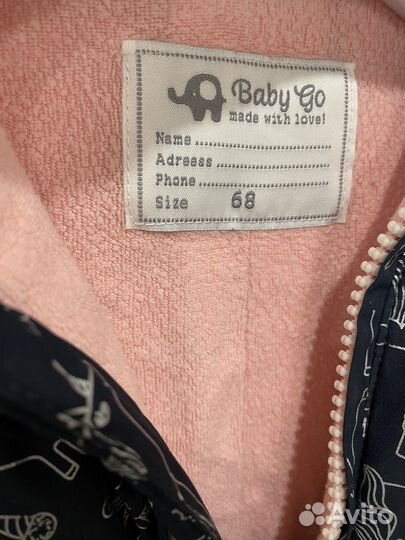 Baby Go
made with love!
Name
Adreess
Phone
Size 68
Avito